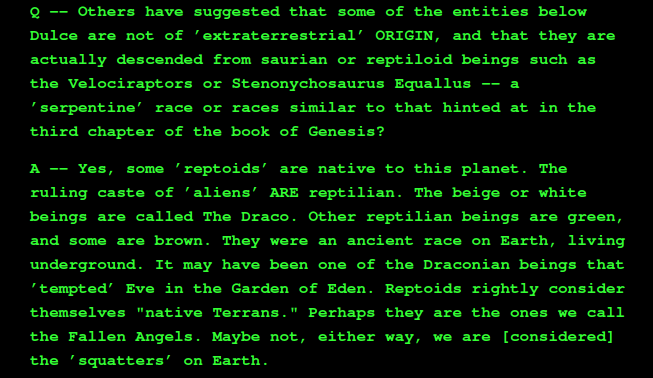 Q –– Others have suggested that some of the entities below
Dulce are not of ’extraterrestrial’ ORIGIN, and that they are
actually descended from saurian or reptiloid beings such as
the Velociraptors or Stenonychosaurus Equallus –– a
’serpentine’ race or races similar to that hinted at in the
third chapter of the book of Genesis?
A –– Yes, some ’reptoids’ are native to this planet. The
ruling caste of ’aliens’ ARE reptilian. The beige or white
beings are called The Draco. Other reptilian beings are green,
and some are brown. They were an ancient race on Earth, living
underground. It may have been one of the Draconian beings that
’tempted’ Eve in the Garden of Eden. Reptoids rightly consider
themselves "native Terrans." Perhaps they are the ones we call
the Fallen Angels. Maybe not, either way, we are [considered]
the ’squatters’ on Earth.